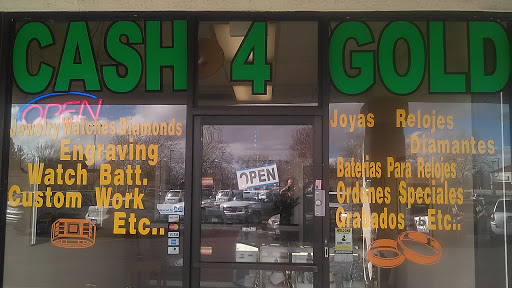 CASH 4 GOLD
OPEN
Jewelry Watches Diamonds
Engraving
Watch Batt.
Custom Work
Etc..
OPEN
Joyas Relojes
Diamantes
Baterias Para Relojes
Ordenes Speciales
Grabados Etc..